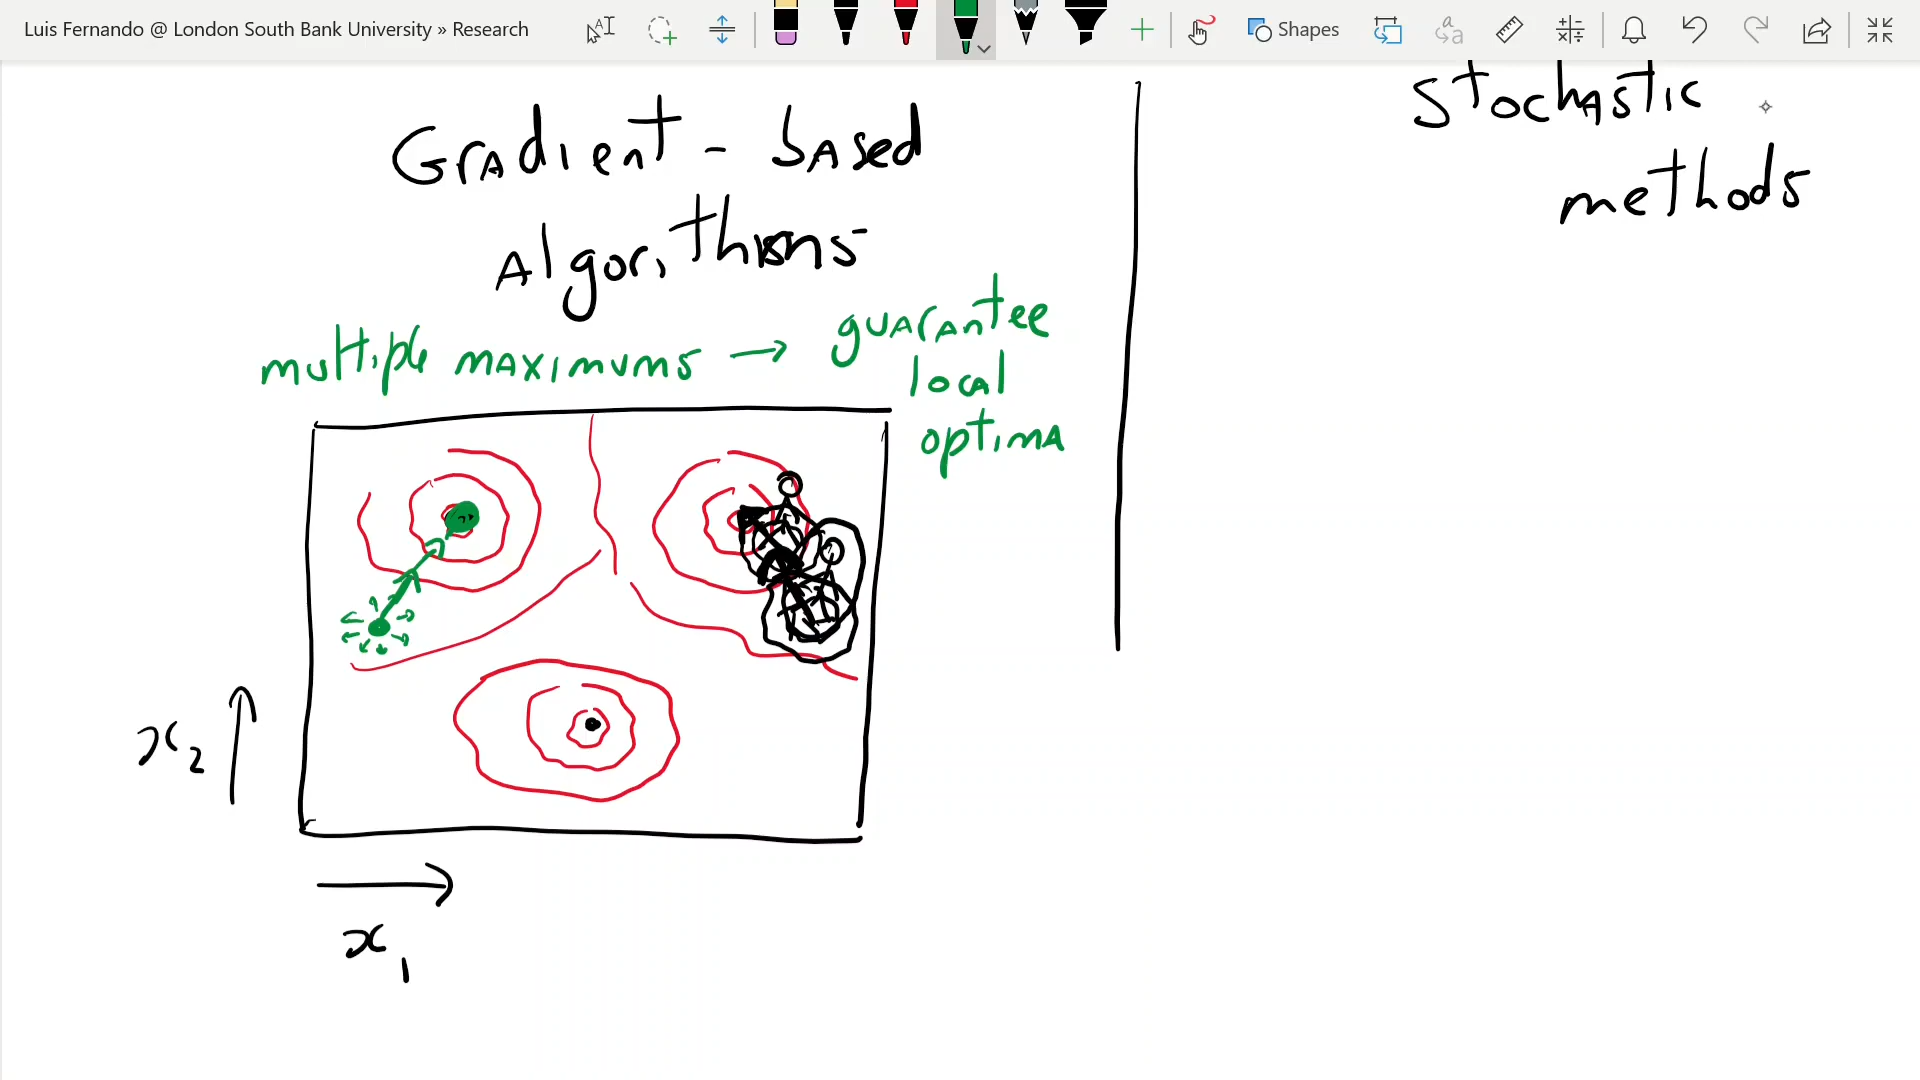 Luis Fernando @ London South Bank University » Research
Shapes
Gradient-based
Algorithms
multiple maximums → guarantee
local
optima
x₂
x₁
Stochastic
methods